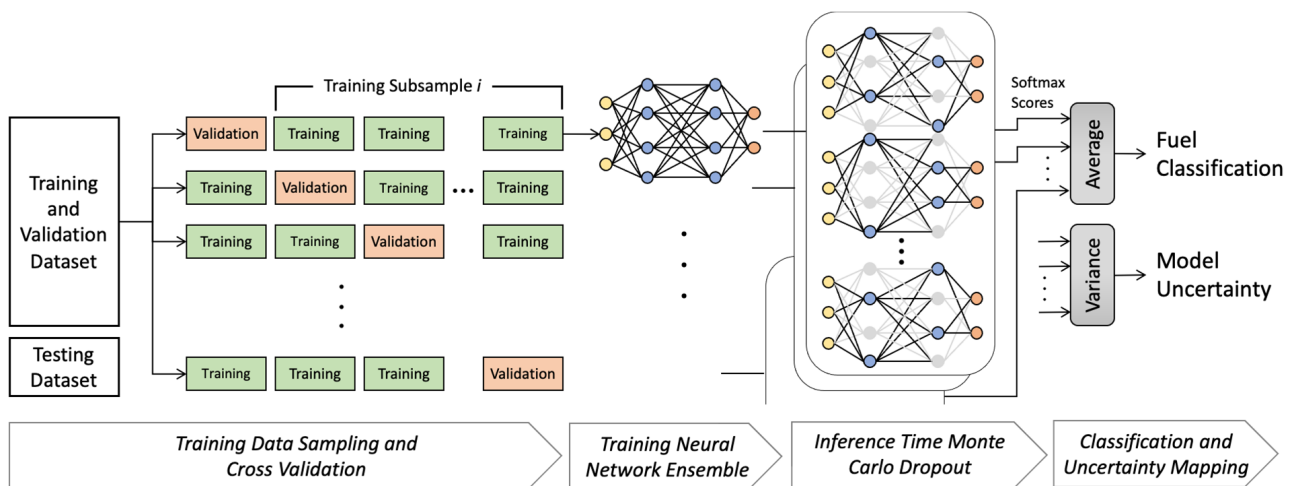 Training Subsample i
Training
and
Validation
Dataset
Testing
Dataset
Validation Training Training Training
Training Validation Training ... Training
Training Training Validation Training
Training Training Training Validation
Softmax
Scores
Average
Variance
Fuel
Classification
Model
Uncertainty
Training Data Sampling and
Cross Validation
Training Neural
Network Ensemble
Inference Time Monte
Carlo Dropout
Classification and
Uncertainty Mapping